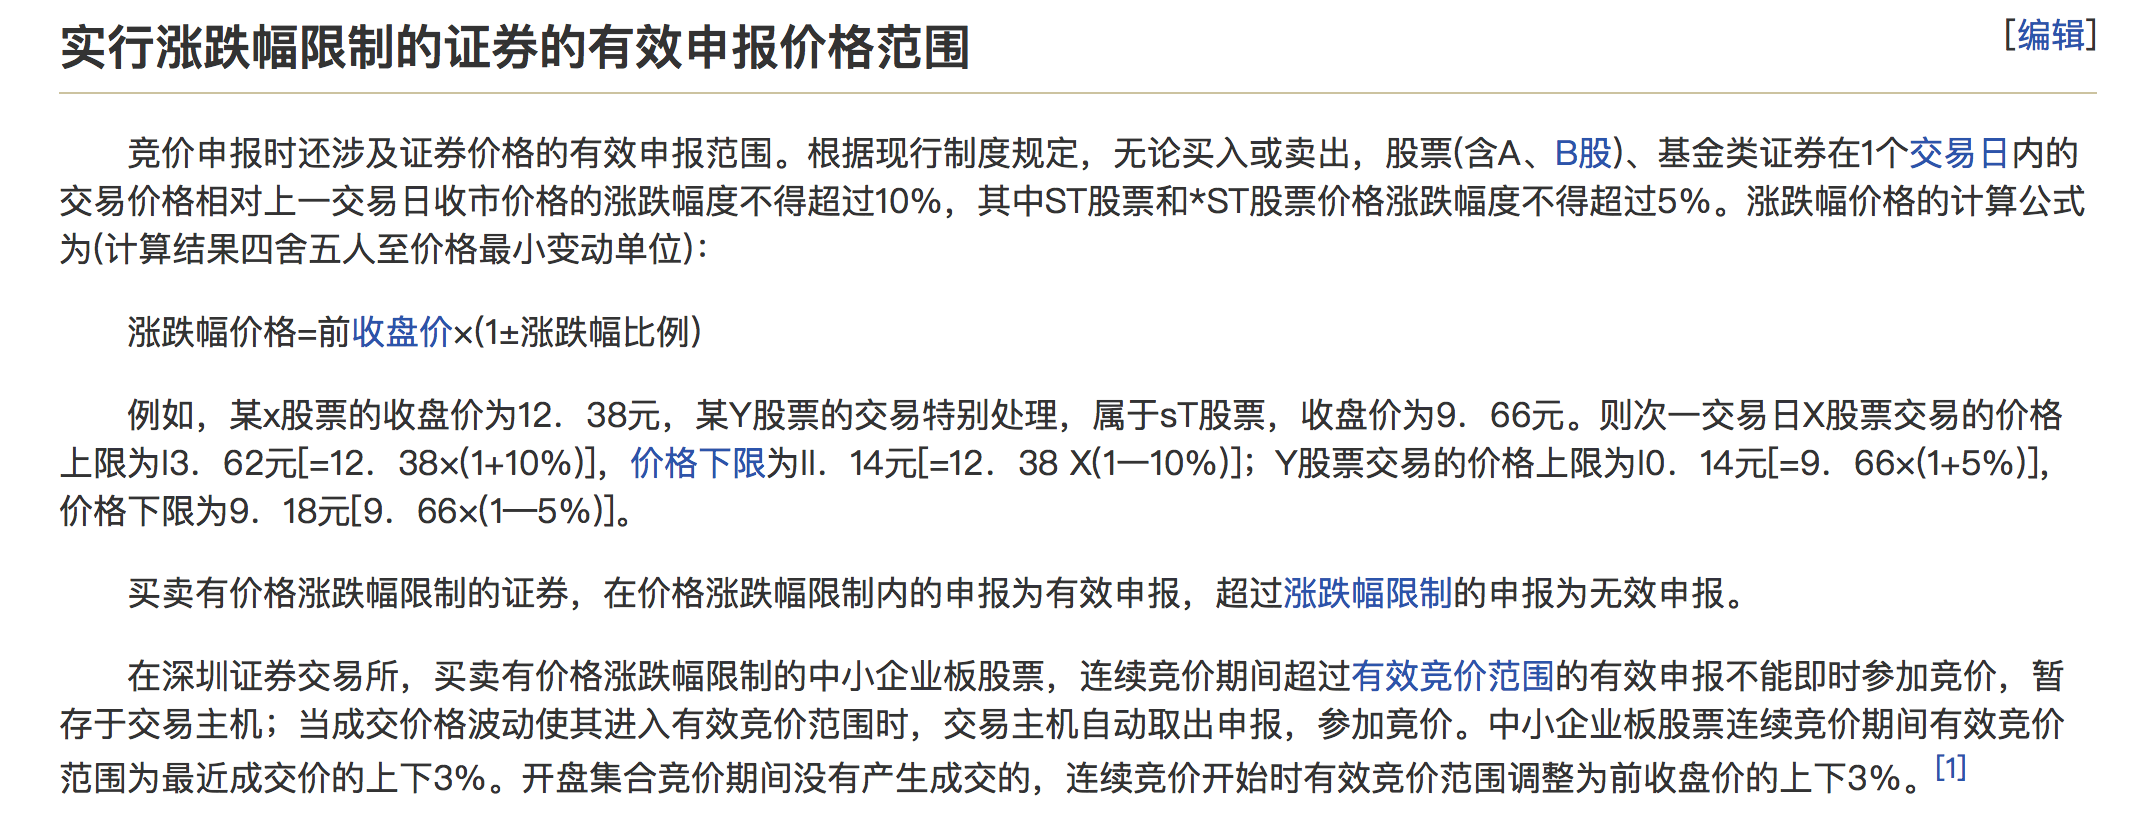 实行涨跌幅限制的证券的有效申报价格范围
[编辑]
竞价申报时还涉及证券价格的有效申报范围。根据现行制度规定，无论买入或卖出，股票(含A、B股)、基金类证券在1个交易日内的
交易价格相对上一交易日收市价格的涨跌幅度不得超过10%，其中ST股票和*ST股票价格涨跌幅度不得超过5%。涨跌幅价格的计算公式
为(计算结果四舍五人至价格最小变动单位)：
涨跌幅价格=前收盘价×(1±涨跌幅比例)
例如，某x股票的收盘价为12．38元，某Y股票的交易特别处理，属于sT股票，收盘价为9．66元。则次一交易日X股票交易的价格
上限为l3．62元[=12．38×(1+10%)]，价格下限为ll．14元[=12．38 X(1—10%)]；Y股票交易的价格上限为l0．14元[=9．66×(1+5%)]，
价格下限为9．18元[9．66×(1—5%)]。
买卖有价格涨跌幅限制的证券，在价格涨跌幅限制内的申报为有效申报，超过涨跌幅限制的申报为无效申报。
在深圳证券交易所，买卖有价格涨跌幅限制的中小企业板股票，连续竞价期间超过有效竞价范围的有效申报不能即时参加竞价，暂
存于交易主机；当成交价格波动使其进入有效竞价范围时，交易主机自动取出申报，参加竞价。中小企业板股票连续竞价期间有效竞价
范围为最近成交价的上下3%。开盘集合竞价期间没有产生成交的，连续竞价开始时有效竞价范围调整为前收盘价的上下3%。[1]